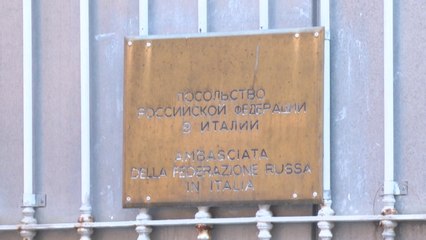 ПОСОЛЬСТВО
РОССИЙСКОЙ ФЕДЕРАЦИИ
В ИТАЛИИ
AMBASCIATA
DELLA FEDERAZIONE RUSSA
IN ITALIA